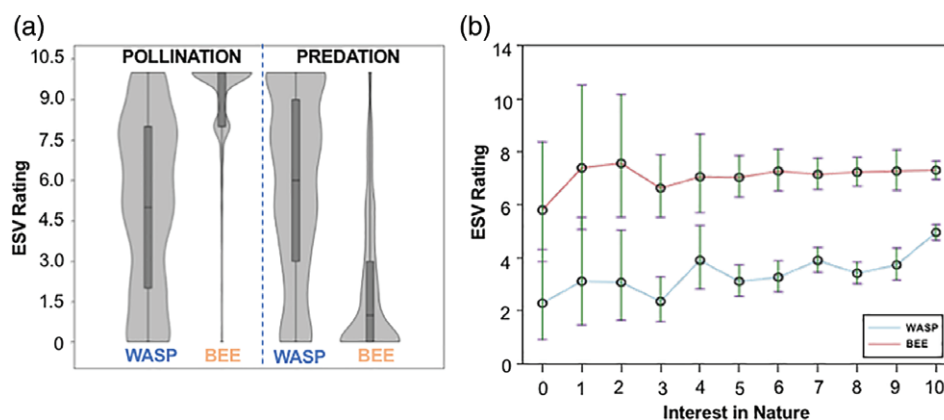 (a)
POLLINATION PREDATION
10.5
9.0
7.5
6.0
4.5
3.0
1.5
0
ESV Rating
WASP BEE WASP BEE
(b)
14
12
10
8
6
4
2
0
ESV Rating
0 1 2 3 4 5 6 7 8 9 10
Interest in Nature
WASP
BEE